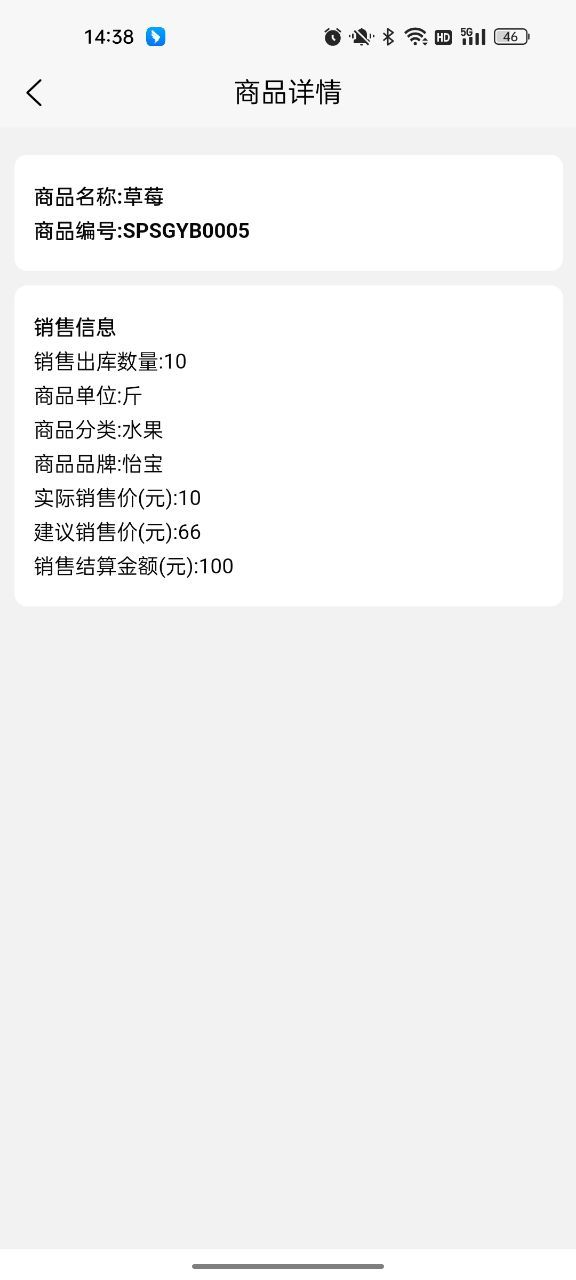 14:38
HD 5G 46
商品详情
商品名称:草莓
商品编号:SPSGYB0005
销售信息
销售出库数量:10
商品单位:斤
商品分类:水果
商品品牌:怡宝
实际销售价(元):10
建议销售价(元):66
销售结算金额(元):100